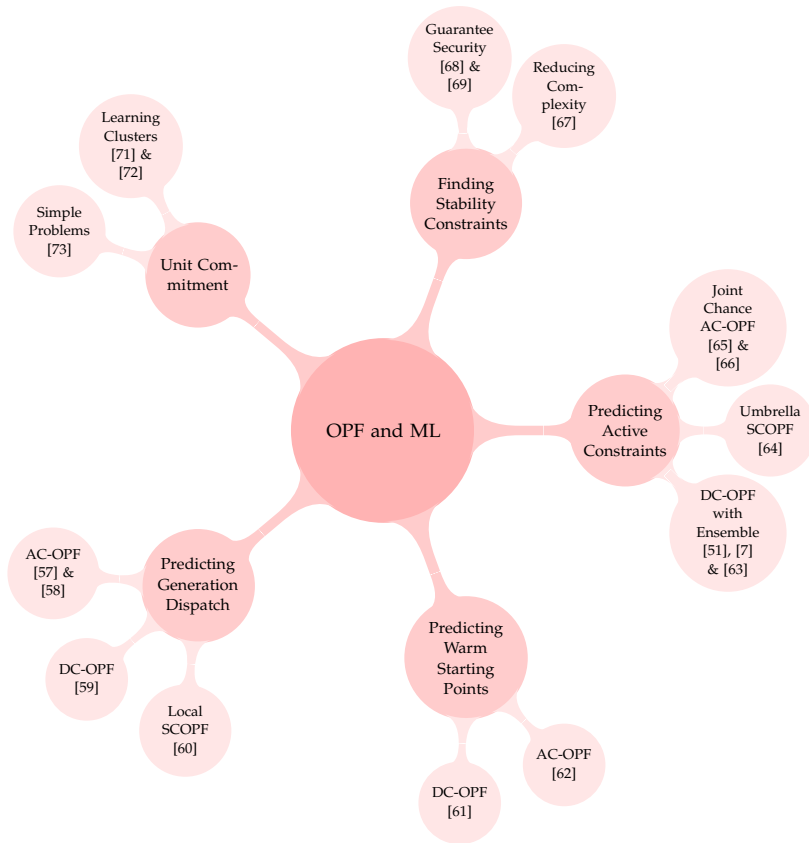 Guarantee
Security
[68] &
[69]
Reducing
Com-
plexity
[67]
Finding
Stability
Constraints
Learning
Clusters
[71] &
[72]
Simple
Problems
[73]
Unit Com-
mitment
OPF and ML
Joint
Chance
AC-OPF
[65] &
[66]
Predicting
Active
Constraints
Umbrella
SCOPF
[64]
DC-OPF
with
Ensemble
[51], [7]
& [63]
AC-OPF
[57] &
[58]
Predicting
Generation
Dispatch
DC-OPF
[59]
Local
SCOPF
[60]
Predicting
Warm
Starting
Points
AC-OPF
[62]
DC-OPF
[61]